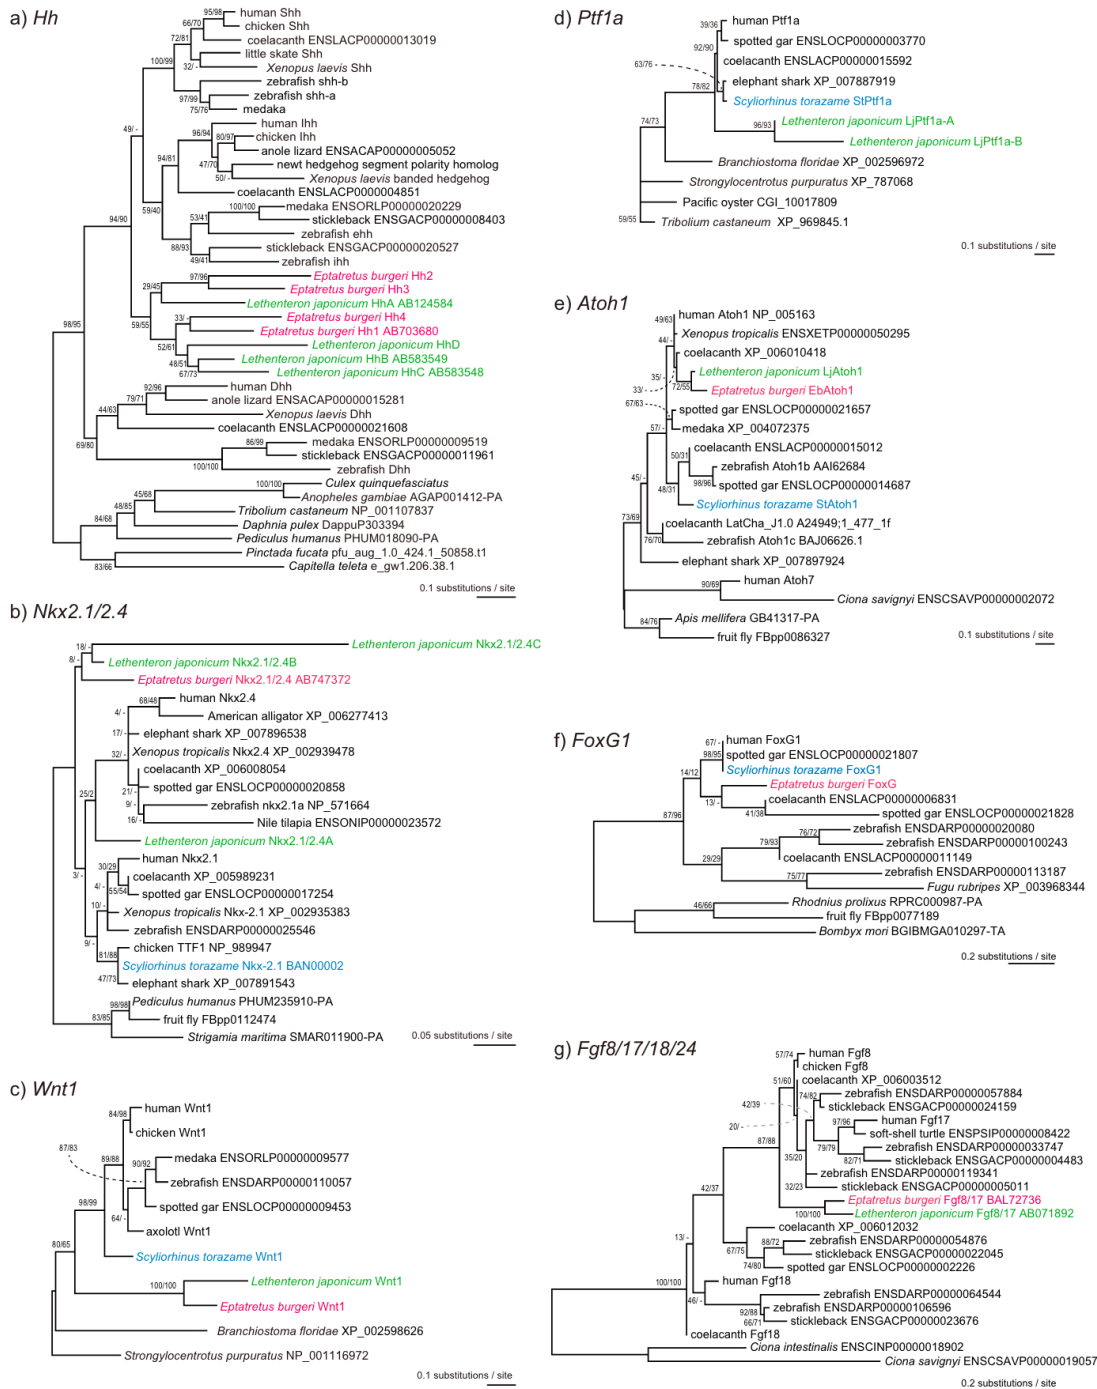 a) Hh
95/98
human Shh
66/70
chicken Shh
72/81
coelacanth ENSLACP00000013019
little skate Shh
100/99
32/ -
Xenopus laevis Shh
zebrafish shh-b
97/99
zebrafish shh-a
75/76
medaka
49/ -
human Ihh
96/94
80/97
chicken Ihh
anole lizard ENSACAP00000005052
94/81
47/70
newt hedgehog segment polarity homolog
50/ -
Xenopus laevis banded hedgehog
coelacanth ENSLACP0000004851
59/40
100/100
medaka ENSORLP00000020229
94/90
53/41
stickleback ENSGACP00000008403
zebrafish ehh
88/93
stickleback ENSGACP00000020527
49/41
zebrafish ihh
97/96
Eptatretus burgeri Hh2
29/45
Eptatretus burgeri Hh3
Lethenteron japonicum HhA AB124584
59/55
33/ -
Eptatretus burgeri Hh4
98/95
Eptatretus burgeri Hh1 AB703680
52/61
Lethenteron japonicum HhD
48/51
Lethenteron japonicum HhB AB583549
67/73
Lethenteron japonicum HhC AB583548
92/96
human Dhh
79/71
anole lizard ENSACAP00000015281
44/63
Xenopus laevis Dhh
coelacanth ENSLACP00000021608
69/80
86/99
medaka ENSORLP00000009519
stickleback ENSGACP00000011961
100/100
zebrafish Dhh
100/100
Culex quinquefasciatus
45/68
Anopheles gambiae AGAP001412-PA
48/85
Tribolium castaneum NP_001107837
84/68
Daphnia pulex DappuP303394
Pediculus humanus PHUM018090-PA
Pinctada fucata pfu_aug_1.0_424.1_50858.t1
83/66
Capitella teleta e_gw1.206.38.1
0.1 substitutions / site
b) Nkx2.1/2.4
18/ -
Lethenteron japonicum Nkx2.1/2.4C
8/ -
Lethenteron japonicum Nkx2.1/2.4B
Eptatretus burgeri Nkx2.1/2.4 AB747372
68/48
human Nkx2.4
4/ -
American alligator XP_006277413
17/ -
elephant shark XP_007896538
32/ -
Xenopus tropicalis Nkx2.4 XP_002939478
coelacanth XP_006008054
21/ -
spotted gar ENSLOCP00000020858
25/2
9/ -
zebrafish nkx2.1a NP_571664
16/ -
Nile tilapia ENSONIP00000023572
Lethenteron japonicum Nkx2.1/2.4A
3/ -
30/29
human Nkx2.1
4/ -
coelacanth XP_005989231
55/54
spotted gar ENSLOCP00000017254
10/ -
Xenopus tropicalis Nkx-2.1 XP_002935383
zebrafish ENSDARP00000025546
9/ -
81/88
chicken TTF1 NP_989947
Scyliorhinus torazame Nkx-2.1 BAN00002
47/73
elephant shark XP_007891543
98/98
Pediculus humanus PHUM235910-PA
83/85
fruit fly FBpp0112474
Strigamia maritima SMAR011900-PA
0.05 substitutions / site
c) Wnt1
84/98
human Wnt1
chicken Wnt1
87/83
89/88
90/92
medaka ENSORLP00000009577
zebrafish ENSDARP00000110057
98/99
spotted gar ENSLOCP00000009453
64/ -
axolotl Wnt1
80/65
Scyliorhinus torazame Wnt1
100/100
Lethenteron japonicum Wnt1
Eptatretus burgeri Wnt1
Branchiostoma floridae XP_002598626
Strongylocentrotus purpuratus NP_001116972
0.1 substitutions / site
d) Ptf1a
39/36
human Ptf1a
92/90
spotted gar ENSLOCP00000003770
63/76
coelacanth ENSLACP00000015592
78/82
elephant shark XP_007887919
Scyliorhinus torazame StPtf1a
74/73
96/93
Lethenteron japonicum LjPtf1a-A
Lethenteron japonicum LjPtf1a-B
Branchiostoma floridae XP_002596972
Strongylocentrotus purpuratus XP_787068
Pacific oyster CGI_10017809
59/55
Tribolium castaneum XP_969845.1
0.1 substitutions / site
e) Atoh1
49/63
human Atoh1 NP_005163
44/ -
Xenopus tropicalis ENSXETP00000050295
coelacanth XP_006010418
35/ -
Lethenteron japonicum LjAtoh1
33/ -
72/55
Eptatretus burgeri EbAtoh1
67/63
spotted gar ENSLOCP00000021657
57/ -
medaka XP_004072375
50/31
coelacanth ENSLACP00000015012
zebrafish Atoh1b AAI62684
45/ -
98/96
spotted gar ENSLOCP00000014687
48/31
Scyliorhinus torazame StAtoh1
73/69
coelacanth LatCha_J1.0 A24949;1_477_1f
76/70
zebrafish Atoh1c BAJ06626.1
elephant shark XP_007897924
90/69
human Atoh7
Ciona savignyi ENSCSAVP00000002072
84/76
Apis mellifera GB41317-PA
fruit fly FBpp0086327
0.1 substitutions / site
f) FoxG1
67/ -
human FoxG1
98/95
spotted gar ENSLOCP00000021807
14/12
Scyliorhinus torazame FoxG1
Eptatretus burgeri FoxG
13/ -
coelacanth ENSLACP00000006831
41/38
spotted gar ENSLOCP00000021828
87/96
76/72
zebrafish ENSDARP00000020080
79/93
zebrafish ENSDARP00000100243
29/29
coelacanth ENSLACP00000011149
75/77
zebrafish ENSDARP00000113187
Fugu rubripes XP_003968344
46/66
Rhodnius prolixus RPRC000987-PA
fruit fly FBpp0077189
Bombyx mori BGIBMGA010297-TA
0.2 substitutions / site
g) Fgf8/17/18/24
57/74
human Fgf8
chicken Fgf8
51/60
coelacanth XP_006003512
74/82
zebrafish ENSDARP00000057884
42/39
stickleback ENSGACP00000024159
20/ -
97/96
human Fgf17
soft-shell turtle ENSPSIP00000008422
87/88
79/79
zebrafish ENSDARP00000033747
35/20
82/71
stickleback ENSGACP00000004483
zebrafish ENSDARP00000119341
32/23
stickleback ENSGACP00000005011
42/37
Eptatretus burgeri Fgf8/17 BAL72736
100/100
Lethenteron japonicum Fgf8/17 AB071892
coelacanth XP_006012032
13/ -
88/72
zebrafish ENSDARP00000054876
67/75
stickleback ENSGACP00000022045
74/80
spotted gar ENSLOCP00000002226
100/100
human Fgf18
46/ -
zebrafish ENSDARP00000064544
92/88
zebrafish ENSDARP00000106596
66/71
stickleback ENSGACP00000023676
coelacanth Fgf18
Ciona intestinalis ENSCINP00000018902
Ciona savignyi ENSCSAVP00000019057
0.2 substitutions / site